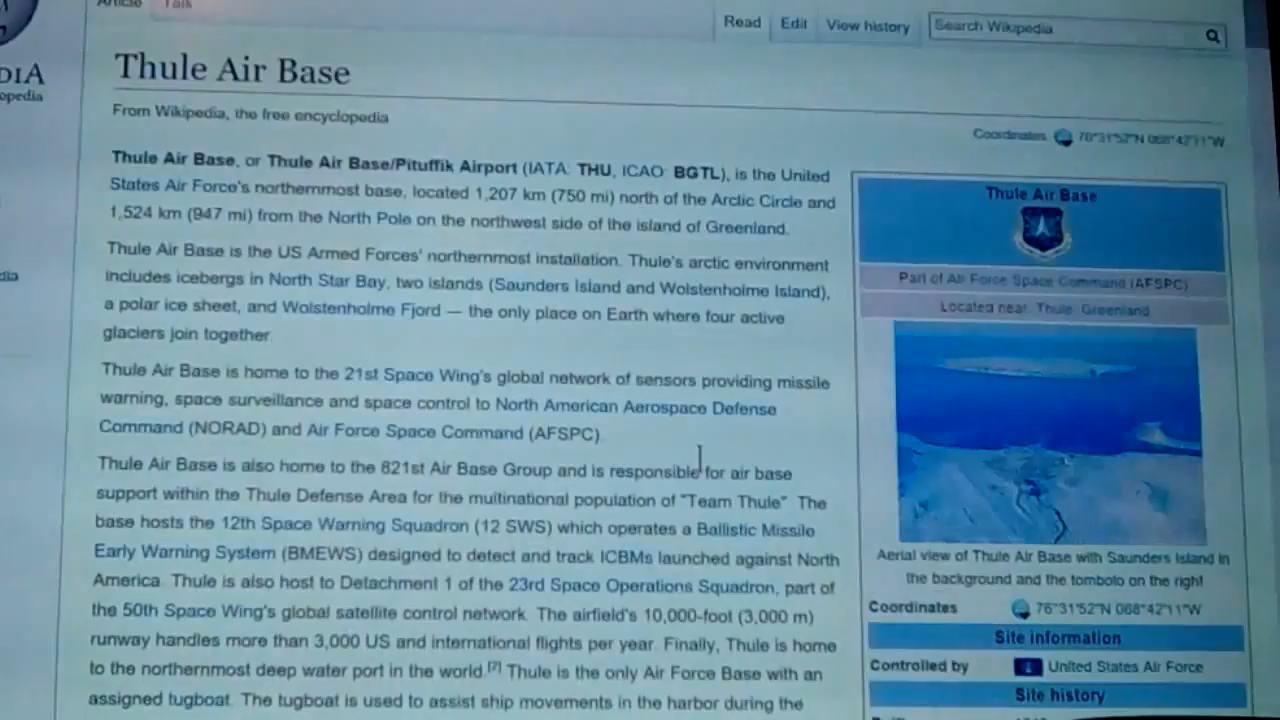 Article Talk
Read Edit View history Search Wikipedia
DIA
opedia
Thule Air Base
From Wikipedia, the free encyclopedia
Coordinates 76°31'52"N 068°42'11"W
Thule Air Base, or Thule Air Base/Pituffik Airport (IATA: THU, ICAO: BGTL), is the United
States Air Force's northernmost base, located 1,207 km (750 mi) north of the Arctic Circle and
1,524 km (947 mi) from the North Pole on the northwest side of the island of Greenland.
Thule Air Base is the US Armed Forces' northernmost installation. Thule's arctic environment
includes icebergs in North Star Bay, two islands (Saunders Island and Wolstenholme Island),
a polar ice sheet, and Wolstenholme Fjord — the only place on Earth where four active
glaciers join together.
dia
Thule Air Base is home to the 21st Space Wing's global network of sensors providing missile
warning, space surveillance and space control to North American Aerospace Defense
Command (NORAD) and Air Force Space Command (AFSPC).
Thule Air Base is also home to the 821st Air Base Group and is responsible for air base
support within the Thule Defense Area for the multinational population of "Team Thule". The
base hosts the 12th Space Warning Squadron (12 SWS) which operates a Ballistic Missile
Early Warning System (BMEWS) designed to detect and track ICBMs launched against North
America. Thule is also host to Detachment 1 of the 23rd Space Operations Squadron, part of
the 50th Space Wing's global satellite control network. The airfield's 10,000-foot (3,000 m)
runway handles more than 3,000 US and international flights per year. Finally, Thule is home
to the northernmost deep water port in the world.[2] Thule is the only Air Force Base with an
assigned tugboat. The tugboat is used to assist ship movements in the harbor during the
Thule Air Base
Part of Air Force Space Command (AFSPC)
Located near: Thule, Greenland
Aerial view of Thule Air Base with Saunders Island in
the background and the tombolo on the right
Coordinates 76°31'52"N 068°42'11"W
Site information
Controlled by United States Air Force
Site history